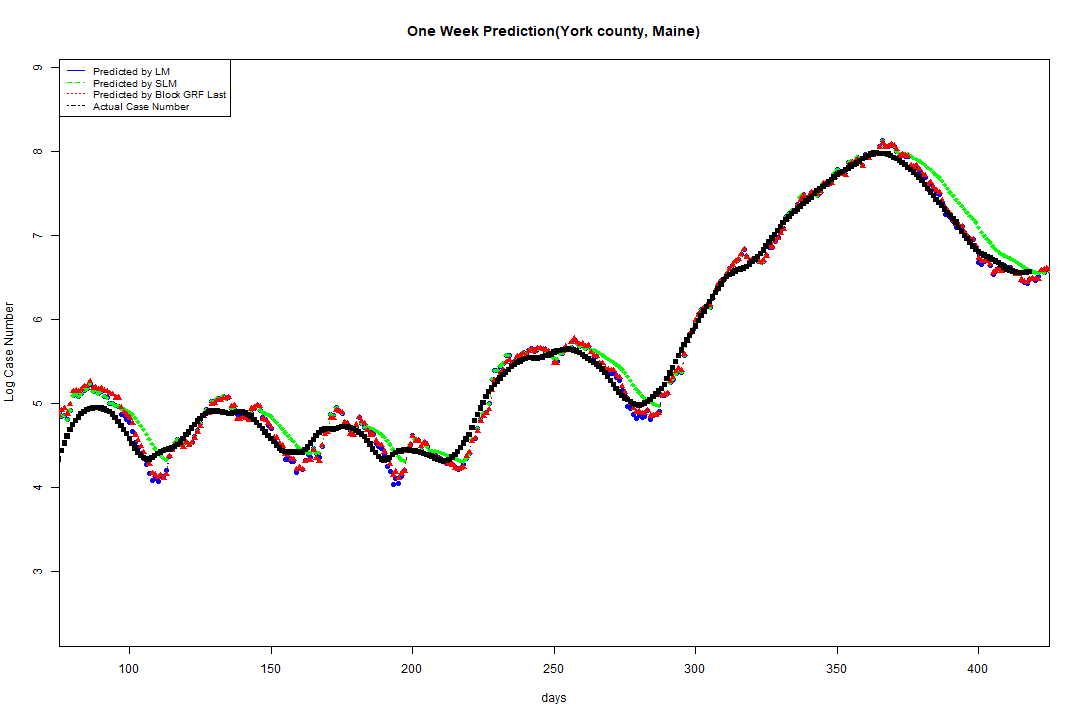 One Week Prediction(York county, Maine)
Predicted by LM
Predicted by SLM
Predicted by Block GRF Last
Actual Case Number
Log Case Number
9
8
7
6
5
4
3
100 150 200 250 300 350 400
days